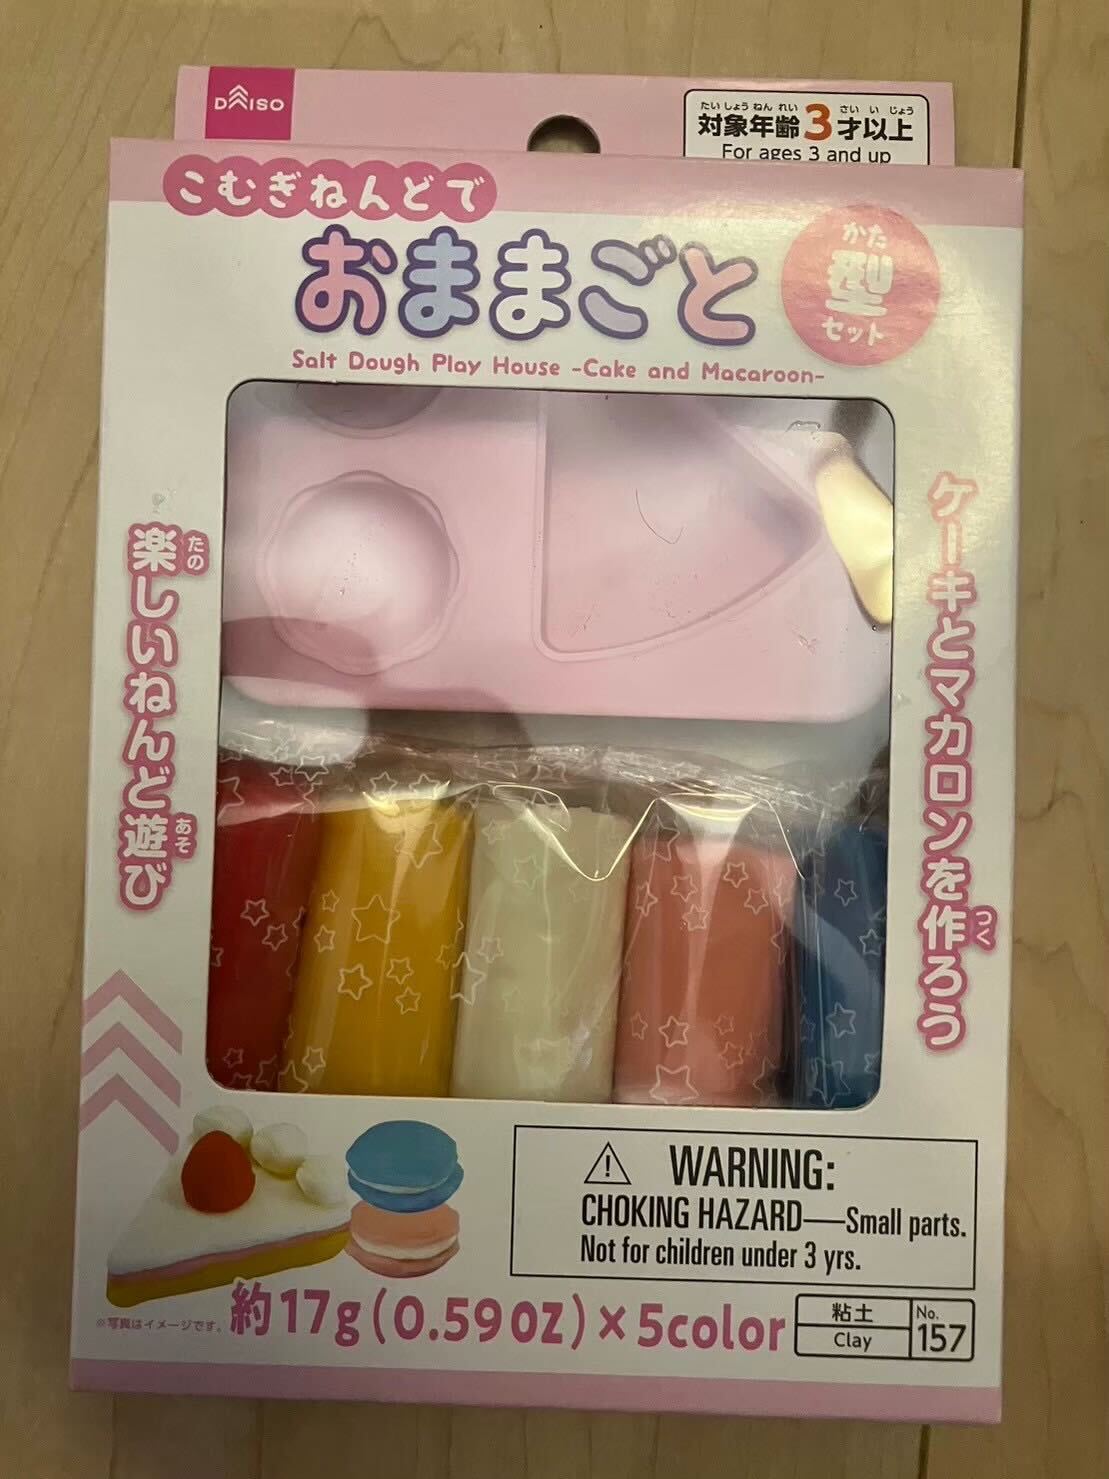 DAISO
たいしょうねんれい さいいじょう
対象年齢3才以上
For ages 3 and up
こむぎねんどで
おままごと
かた
型
セット
Salt Dough Play House -Cake and Macaroon-
たの あそ
楽しいねんど遊び
つく
ケーキとマカロンを作ろう
WARNING:
CHOKING HAZARD—Small parts.
Not for children under 3 yrs.
※写真はイメージです。
約17g(0.59oz)×5color
粘土
Clay
No.
157